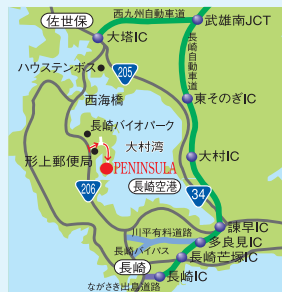 西九州自動車道
佐世保
武雄南JCT
大塔IC
ハウステンボス
205
長崎自動車道
西海橋
東そのぎIC
長崎バイオパーク
大村湾
形上郵便局
大村IC
PENINSULA
長崎空港
206
34
諫早IC
川平有料道路
多良見IC
長崎バイパス
長崎芒塚IC
長崎
長崎IC
ながさき出島道路